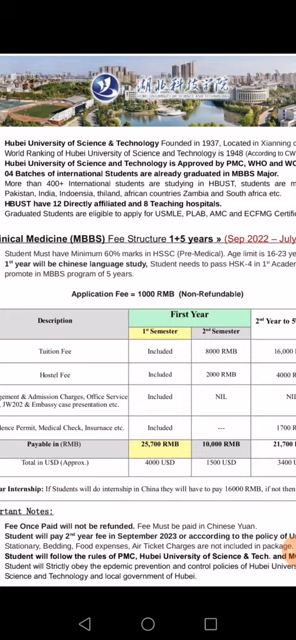 湖北科技学院
Hubei University of Science & Technology Founded in 1937, Located in Xianning
World Ranking of Hubei University of Science and Technology is 1948 (According to CW
Hubei University of Science and Technology is Approved by PMC, WHO and WO
04 Batches of international Students are already graduated in MBBS Major.
More than 400+ International students are studying in HBUST, students are m
Pakistan, India, Indoensia, thiland, african countries Zambia and South africa etc.
HBUST have 12 Directly affiliated and 8 Teaching hospitals.
Graduated Students are eligible to apply for USMLE, PLAB, AMC and ECFMG Certifi
inical Medicine (MBBS) Fee Structure 1+5 years » (Sep 2022 – July
Student Must have Minimum 60% marks in HSSC (Pre-Medical). Age limit is 16-23 ye
1st year will be chinese language study, Student needs to pass HSK-4 in 1st Academ
promote in MBBS program of 5 years.
Application Fee = 1000 RMB (Non-Refundable)
Description First Year 2nd Year to 5
1st Semester 2nd Semester
Tuition Fee Included 8000 RMB 16,000
Hostel Fee Included 2000 RMB 4000 R
gement & Admission Charges, Office Service Included NIL NIL
, JW202 & Embassy case presentation etc.
ence Permit, Medical Check, Insurnace etc. Included --- 1700 R
Payable in (RMB) 25,700 RMB 10,000 RMB 21,700
Total in USD (Approx.) 4000 USD 1500 USD 3400 U
ar Internship: If Students will do internship in China they will have to pay 16000 RMB, if not then
rtant Notes:
Fee Once Paid will not be refunded. Fee Must be paid in Chinese Yuan.
Student will pay 2nd year fee in September 2023 or acccording to the policy of U
Stationary, Bedding, Food expenses, Air Ticket Charges are not included in package.
Student will follow the rules of PMC, Hubei University of Science & Tech. and M
Student will Strictly obey the epdemic prevention and control policies of Hubei Univers
Science and Technology and local government of Hubei.